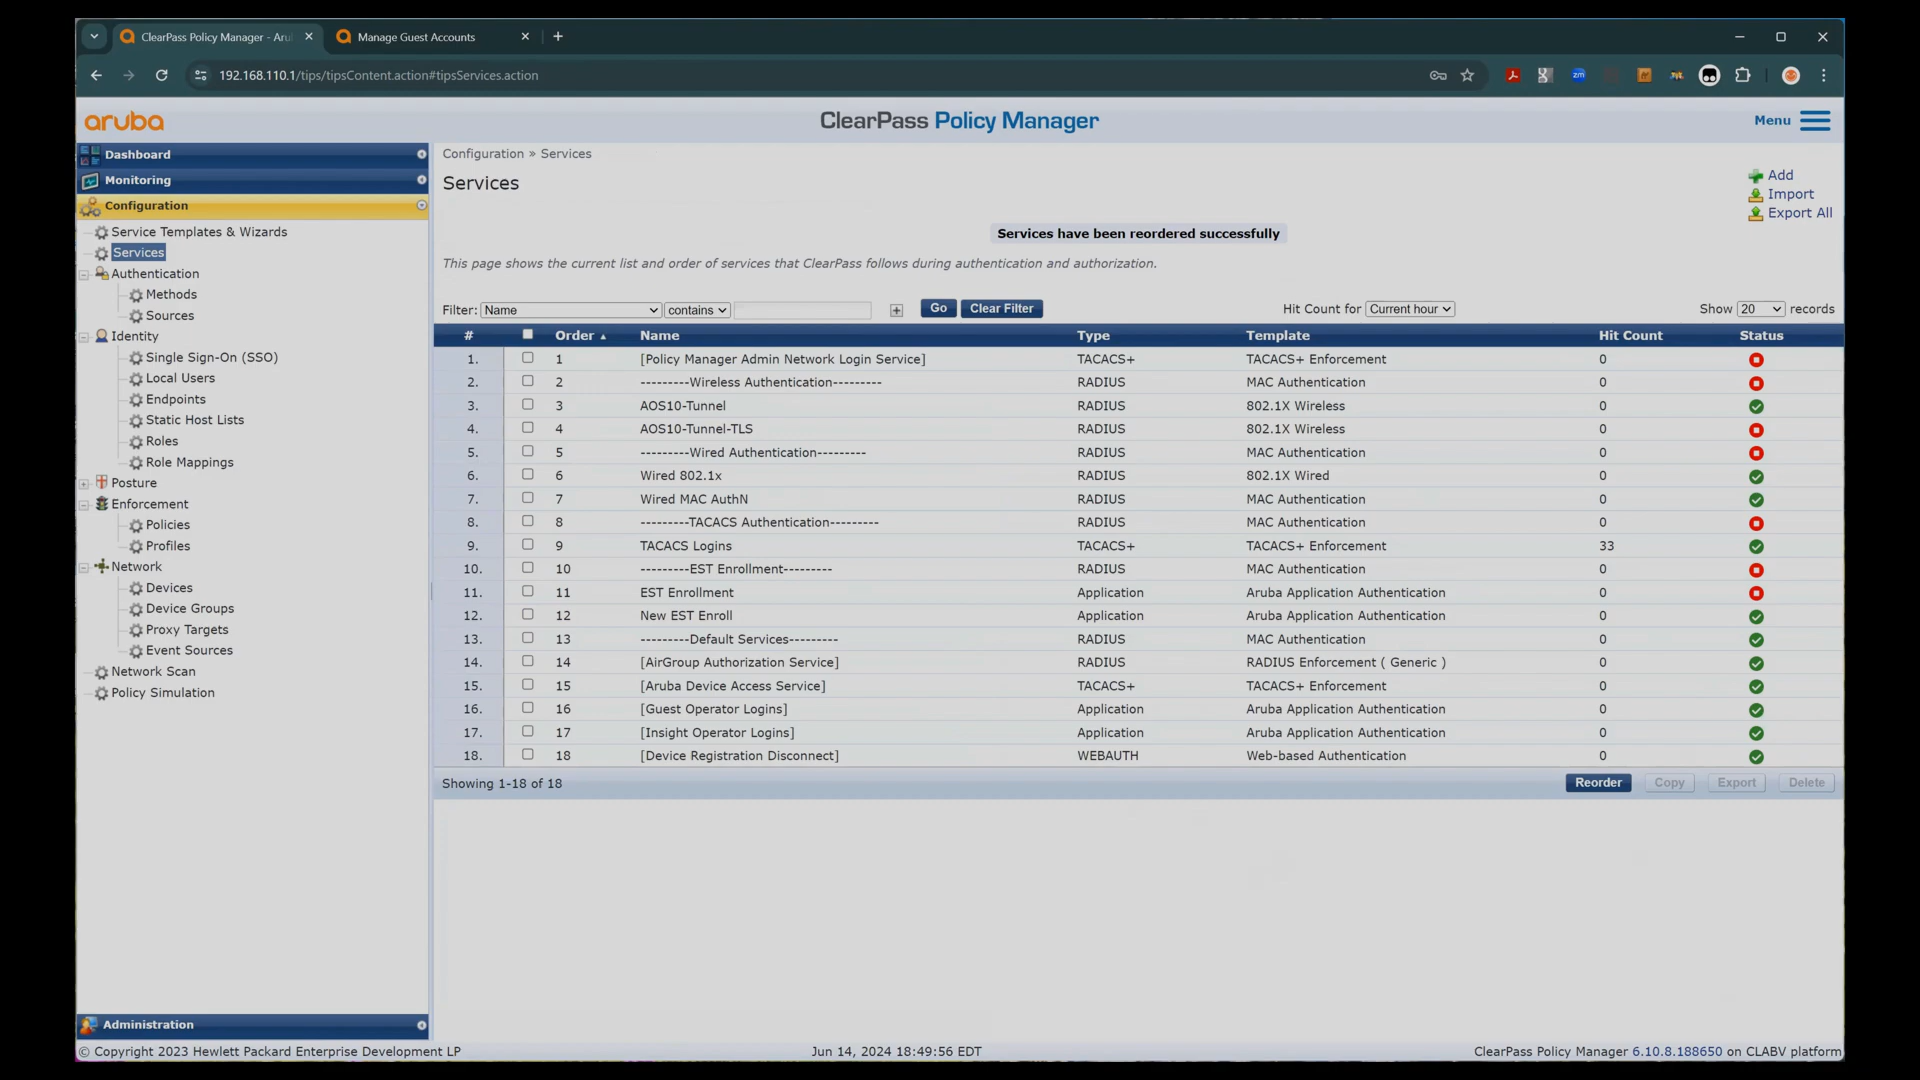 ClearPass Policy Manager - Aru
Manage Guest Accounts
192.168.110.1/tips/tipsContent.action#tipsServices.action
aruba
ClearPass Policy Manager
Menu
Dashboard
Monitoring
Configuration
Service Templates & Wizards
Services
Authentication
Methods
Sources
Identity
Single Sign-On (SSO)
Local Users
Endpoints
Static Host Lists
Roles
Role Mappings
Posture
Enforcement
Policies
Profiles
Network
Devices
Device Groups
Proxy Targets
Event Sources
Network Scan
Policy Simulation
Administration
Configuration » Services
Services
Add
Import
Export All
Services have been reordered successfully
This page shows the current list and order of services that ClearPass follows during authentication and authorization.
Filter: Name contains Go Clear Filter Hit Count for Current hour Show 20 records
# Order Name Type Template Hit Count Status
1. 1 [Policy Manager Admin Network Login Service] TACACS+ TACACS+ Enforcement 0
2. 2 ---------Wireless Authentication--------- RADIUS MAC Authentication 0
3. 3 AOS10-Tunnel RADIUS 802.1X Wireless 0
4. 4 AOS10-Tunnel-TLS RADIUS 802.1X Wireless 0
5. 5 ---------Wired Authentication--------- RADIUS MAC Authentication 0
6. 6 Wired 802.1x RADIUS 802.1X Wired 0
7. 7 Wired MAC AuthN RADIUS MAC Authentication 0
8. 8 ---------TACACS Authentication--------- RADIUS MAC Authentication 0
9. 9 TACACS Logins TACACS+ TACACS+ Enforcement 33
10. 10 ---------EST Enrollment--------- RADIUS MAC Authentication 0
11. 11 EST Enrollment Application Aruba Application Authentication 0
12. 12 New EST Enroll Application Aruba Application Authentication 0
13. 13 ---------Default Services--------- RADIUS MAC Authentication 0
14. 14 [AirGroup Authorization Service] RADIUS RADIUS Enforcement ( Generic ) 0
15. 15 [Aruba Device Access Service] TACACS+ TACACS+ Enforcement 0
16. 16 [Guest Operator Logins] Application Aruba Application Authentication 0
17. 17 [Insight Operator Logins] Application Aruba Application Authentication 0
18. 18 [Device Registration Disconnect] WEBAUTH Web-based Authentication 0
Showing 1-18 of 18 Reorder Copy Export Delete
© Copyright 2023 Hewlett Packard Enterprise Development LP
Jun 14, 2024 18:49:56 EDT
ClearPass Policy Manager 6.10.8.188650 on CLABV platform